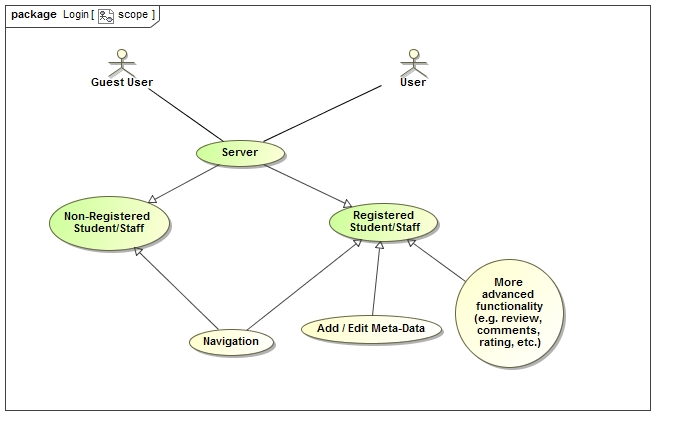 package Login [ scope ]
Guest User
User
Server
Non-Registered
Student/Staff
Registered
Student/Staff
More
advanced
functionality
(e.g. review,
comments,
rating, etc.)
Add / Edit Meta-Data
Navigation